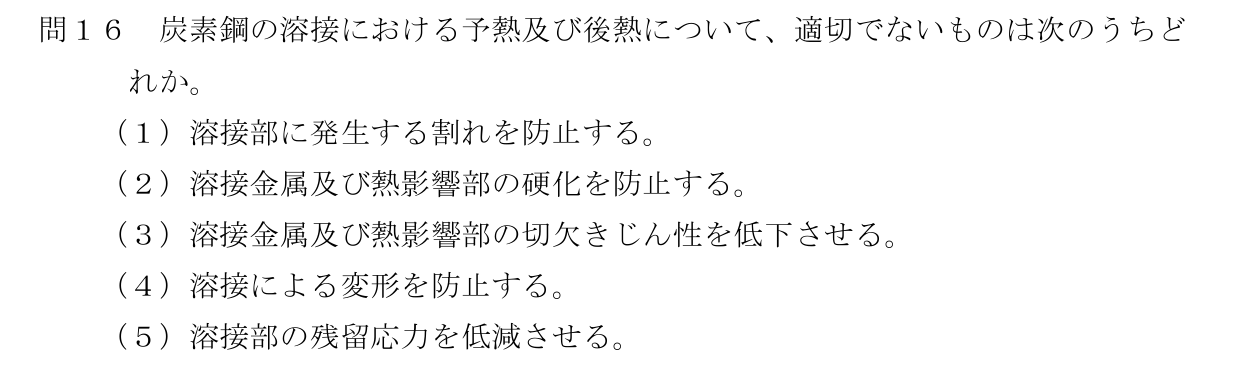 問１６　炭素鋼の溶接における予熱及び後熱について、適切でないものは次のうちど
れか。
（１）溶接部に発生する割れを防止する。
（２）溶接金属及び熱影響部の硬化を防止する。
（３）溶接金属及び熱影響部の切欠きじん性を低下させる。
（４）溶接による変形を防止する。
（５）溶接部の残留応力を低減させる。